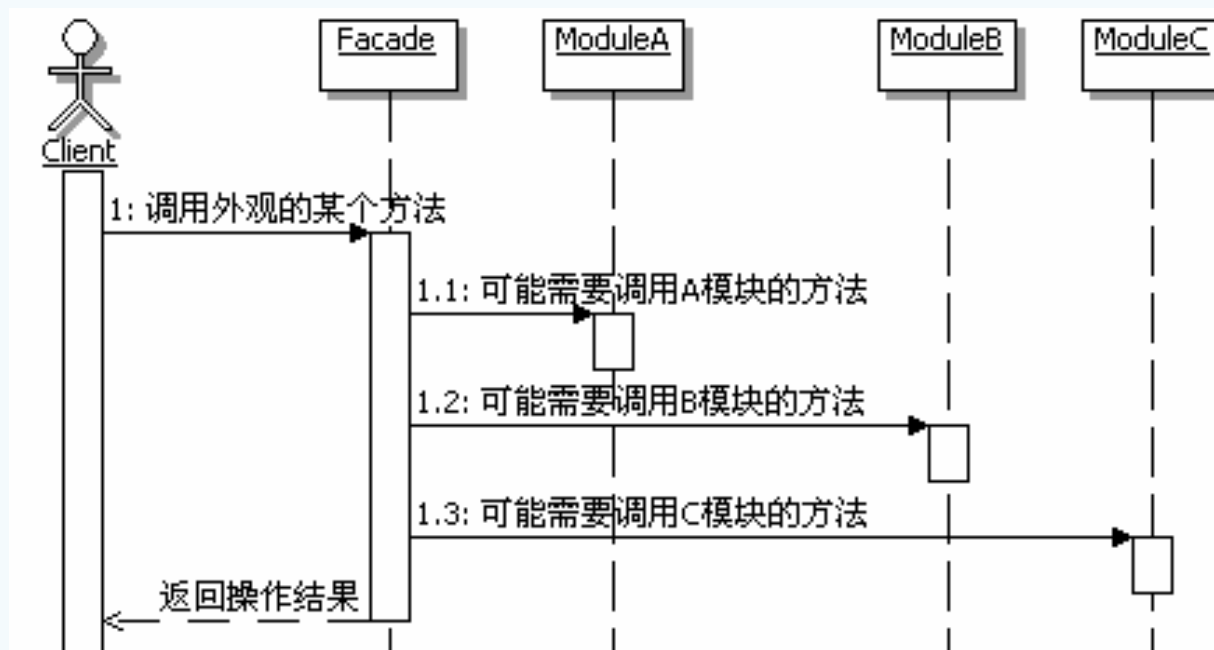 Facade
ModuleA
ModuleB
ModuleC
Client
1: 调用外观的某个方法
1.1: 可能需要调用A模块的方法
1.2: 可能需要调用B模块的方法
1.3: 可能需要调用C模块的方法
返回操作结果